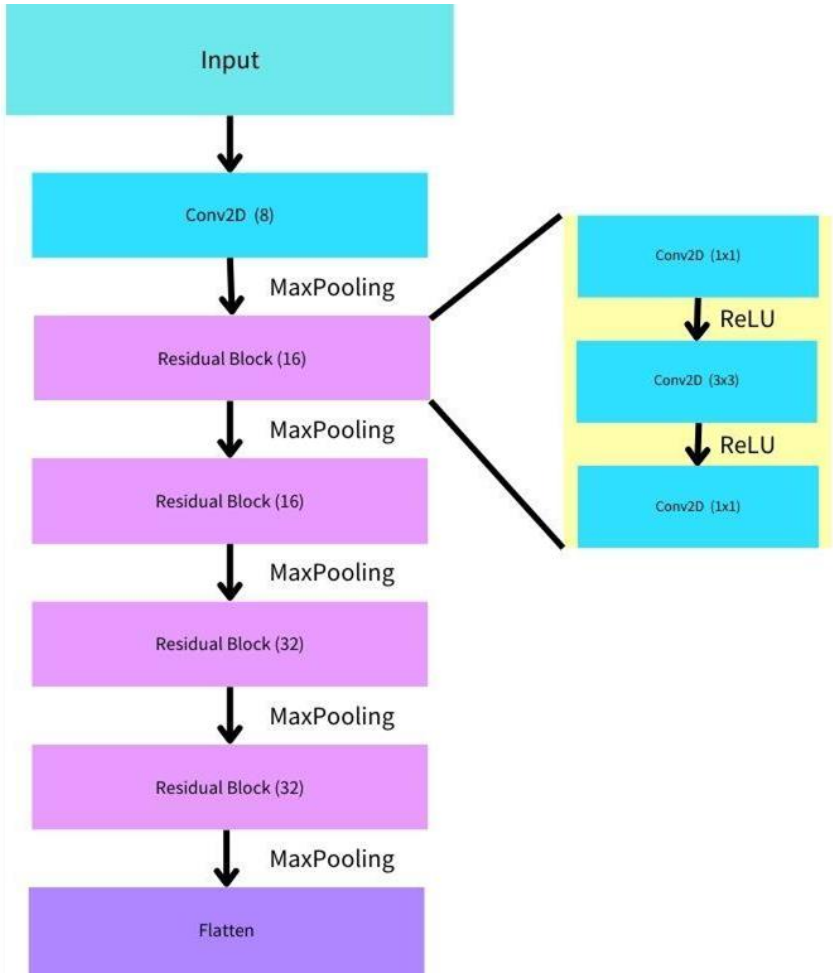 Input
Conv2D (8)
MaxPooling
Residual Block (16)
MaxPooling
Residual Block (16)
MaxPooling
Residual Block (32)
MaxPooling
Residual Block (32)
MaxPooling
Flatten
Conv2D (1x1)
ReLU
Conv2D (3x3)
ReLU
Conv2D (1x1)